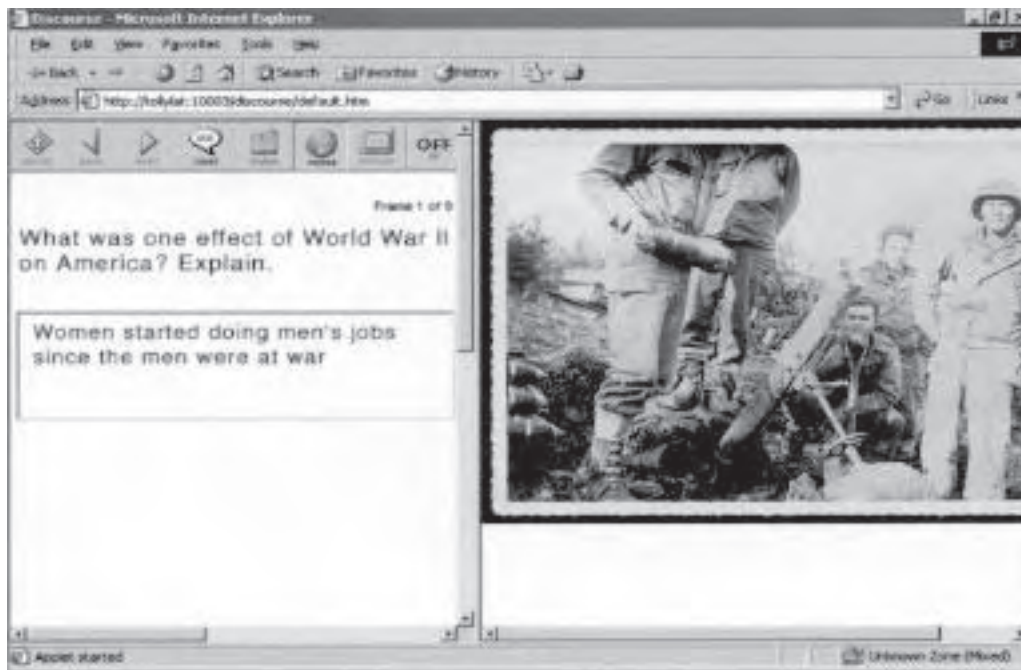 Discourse - Microsoft Internet Explorer
File Edit View Favorites Tools Help
Back Search Favorites History
Address Go Links
OFF
Frame 1 of 9
What was one effect of World War II
on America? Explain.
Women started doing men's jobs
since the men were at war
Applet started Unknown Zone (Mixed)